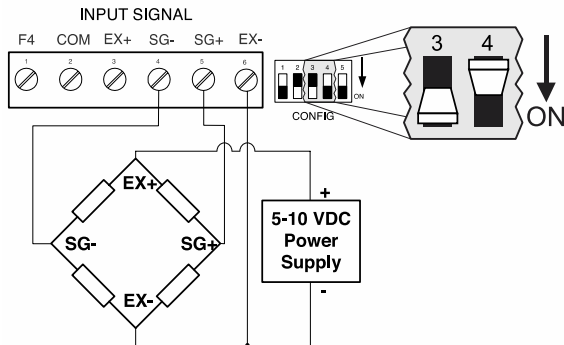 INPUT SIGNAL
F4 COM EX+ SG- SG+ EX-
1 2 3 4 5 6
1 2 3 4 5
ON
CONFIG
3 4
ON
EX+
SG- SG+
EX-
+
5-10 VDC
Power
Supply
-